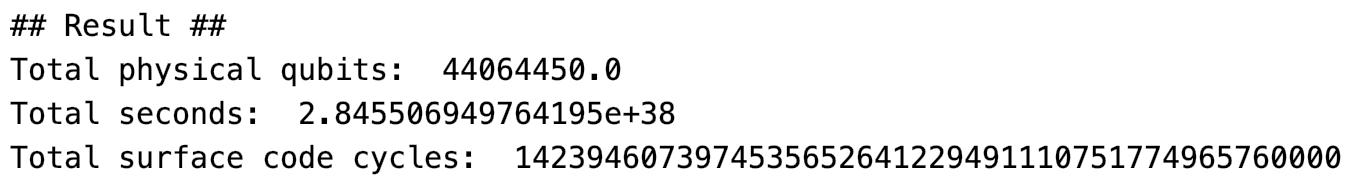 ## Result ##
Total physical qubits:  44064450.0
Total seconds:  2.845506949764195e+38
Total surface code cycles:  1423946073974535652641229491110751774965760000